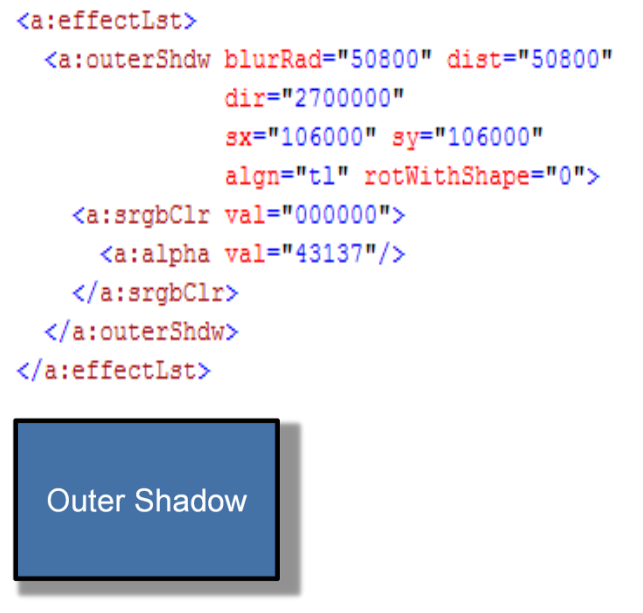 <a:effectLst>
<a:outerShdw blurRad="50800" dist="50800"
dir="2700000"
sx="106000" sy="106000"
algn="tl" rotWithShape="0">
<a:srgbClr val="000000">
<a:alpha val="43137"/>
</a:srgbClr>
</a:outerShdw>
</a:effectLst>
Outer Shadow